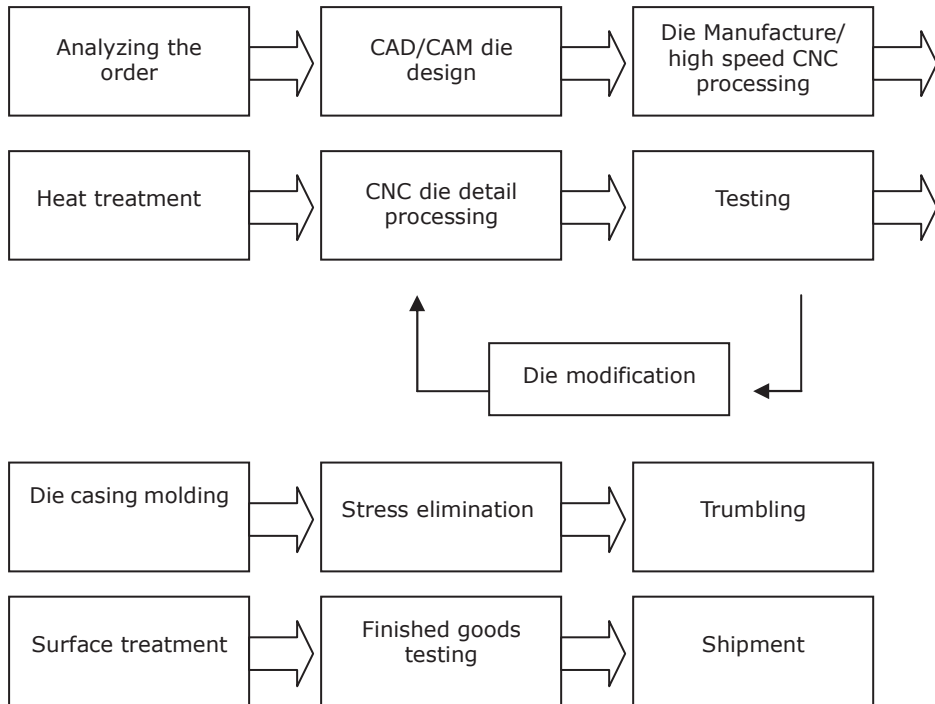 Analyzing the
order
CAD/CAM die
design
Die Manufacture/
high speed CNC
processing
Heat treatment
CNC die detail
processing
Testing
Die modification
Die casing molding
Stress elimination
Trumbling
Surface treatment
Finished goods
testing
Shipment